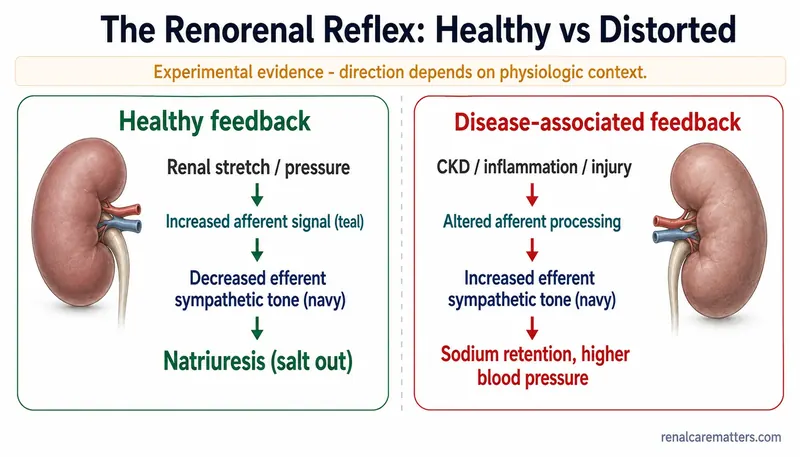 The Renorenal Reflex: Healthy vs Distorted
Experimental evidence - direction depends on physiologic context.
Healthy feedback
Renal stretch / pressure
Increased afferent signal (teal)
Decreased efferent
sympathetic tone (navy)
Natriuresis (salt out)
Disease-associated feedback
CKD / inflammation / injury
Altered afferent processing
Increased efferent
sympathetic tone (navy)
Sodium retention, higher
blood pressure
renalcarematters.com